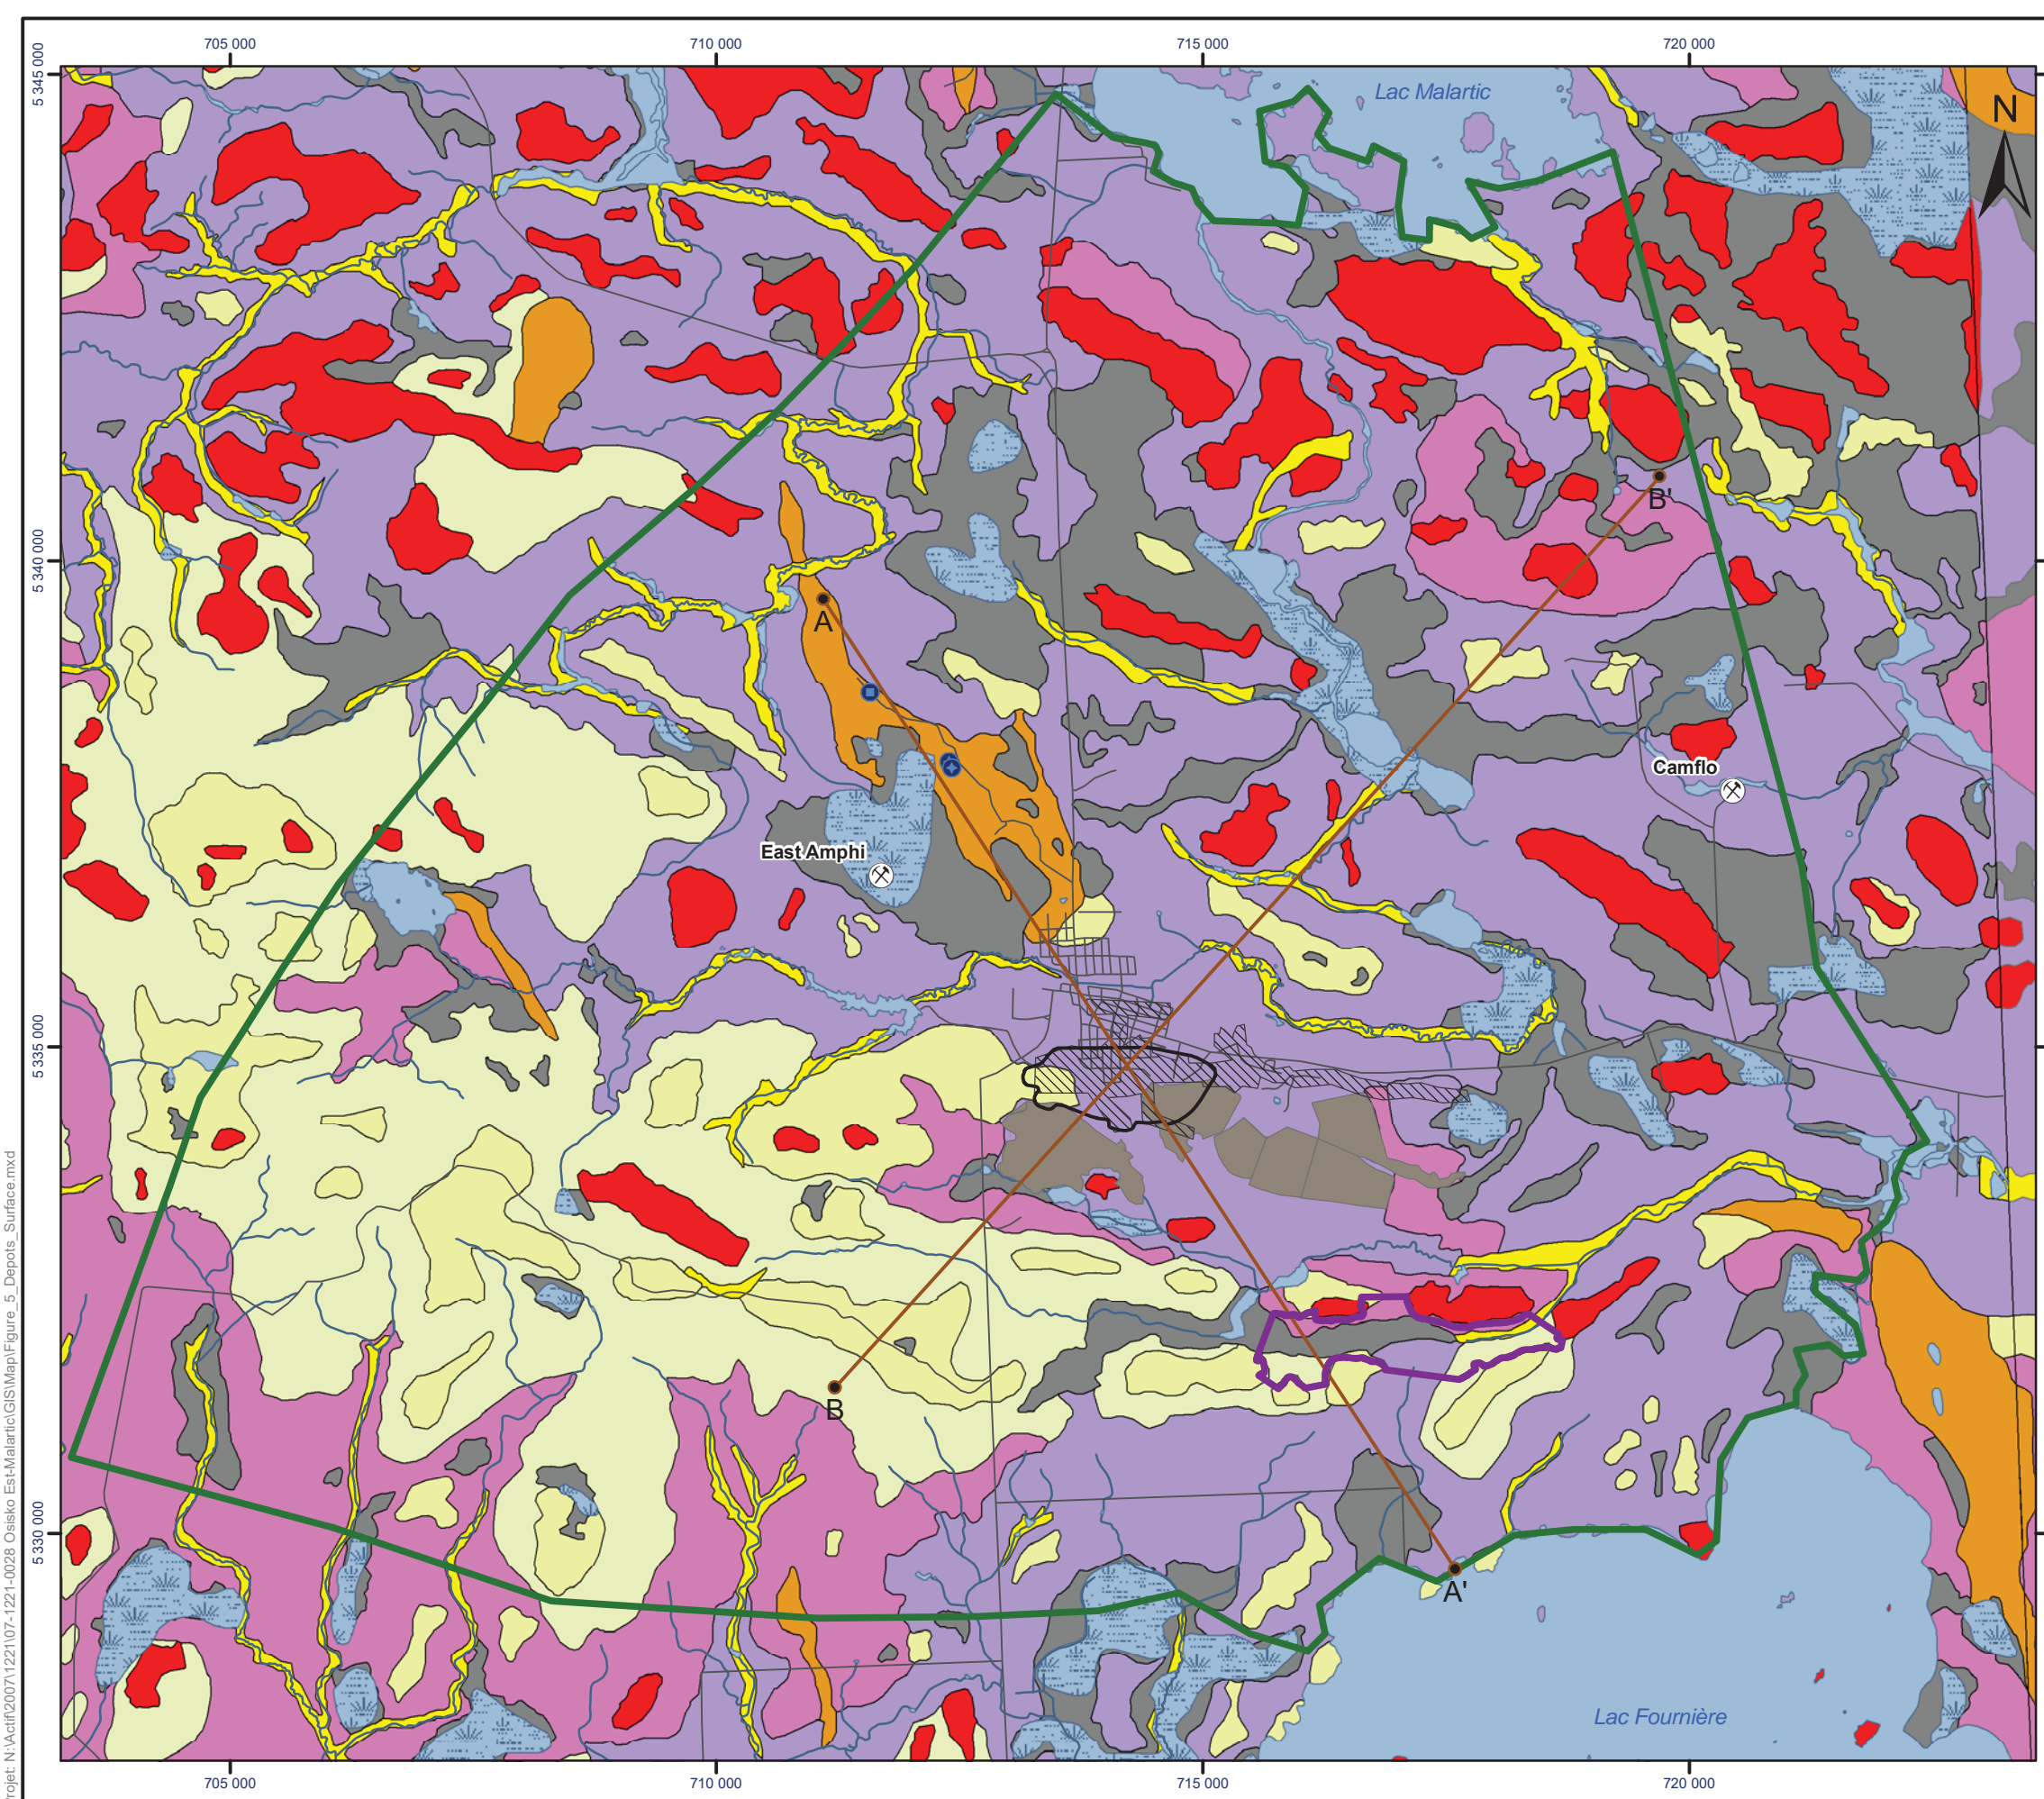 705 000
710 000
715 000
720 000
5 345 000
Lac Malartic
N
B'
5 340 000
A
Camflo
East Amphi
5 335 000
B
5 330 000
A'
Lac Fournière
705 000
710 000
715 000
720 000
Projet: N:\Actif\2007\1221\07-1221-0028 Osisko Est-Malartic\GIS\Map\Figure_5_Depots_Surface.mxd